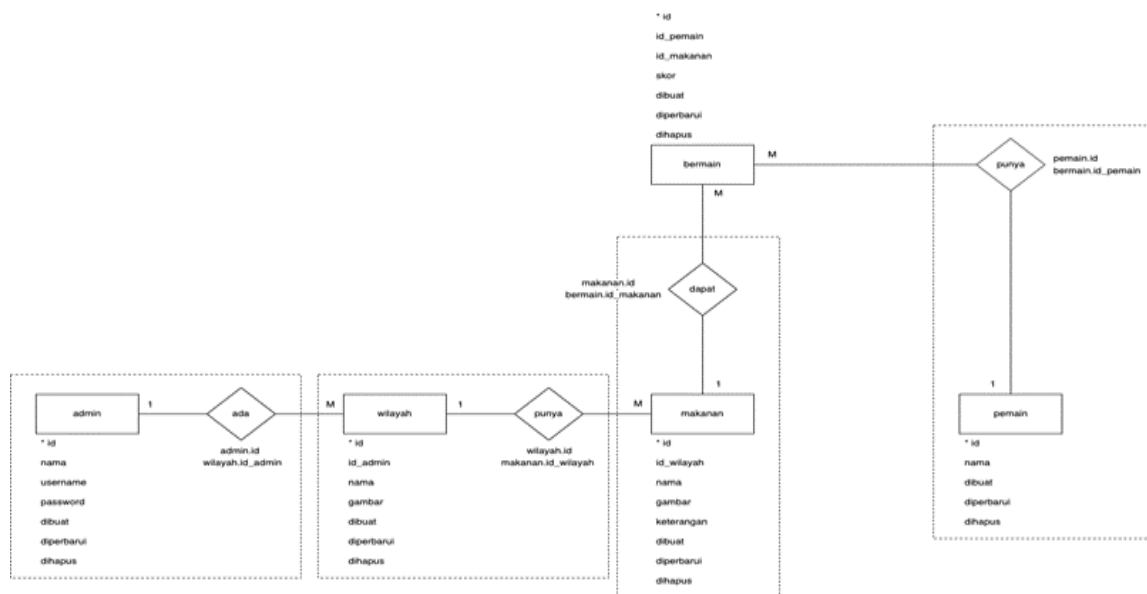 * id
id_pemain
id_makanan
skor
dibuat
diperbarui
dihapus
bermain
M
M
punya
pemain.id
bermain.id_pemain
makanan.id
bermain.id_makanan
dapat
1
1
admin
1
ada
M
wilayah
1
punya
M
makanan
pemain
admin.id
wilayah.id_admin
wilayah.id
makanan.id_wilayah
* id
nama
username
password
dibuat
diperbarui
dihapus
* id
id_admin
nama
gambar
dibuat
diperbarui
dihapus
* id
id_wilayah
nama
gambar
keterangan
dibuat
diperbarui
dihapus
* id
nama
dibuat
diperbarui
dihapus